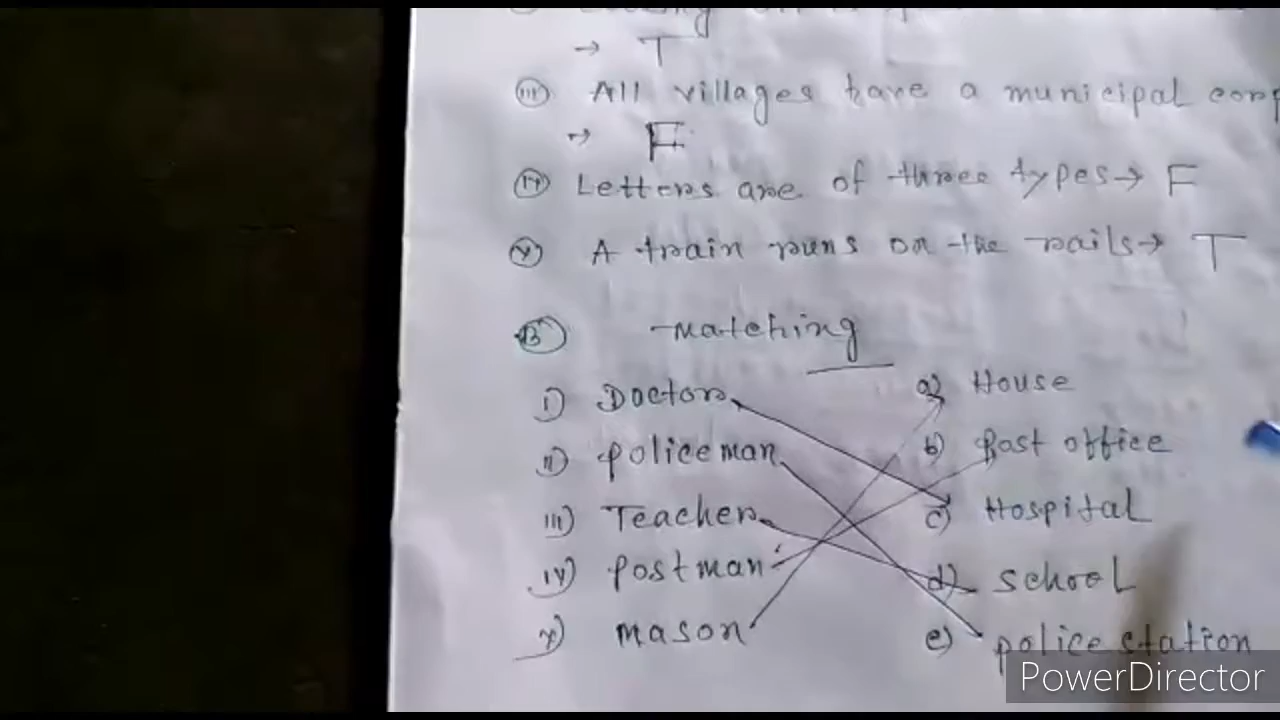 → T
(iii) All villages have a municipal
→ F
(iv) Letters are of three types → F
(v) A train runs on the rails → T
(B) matching
i) Doctor a) House
ii) policeman b) Post office
iii) Teacher c) Hospital
iv) postman d) school
v) mason e) police station
PowerDirector